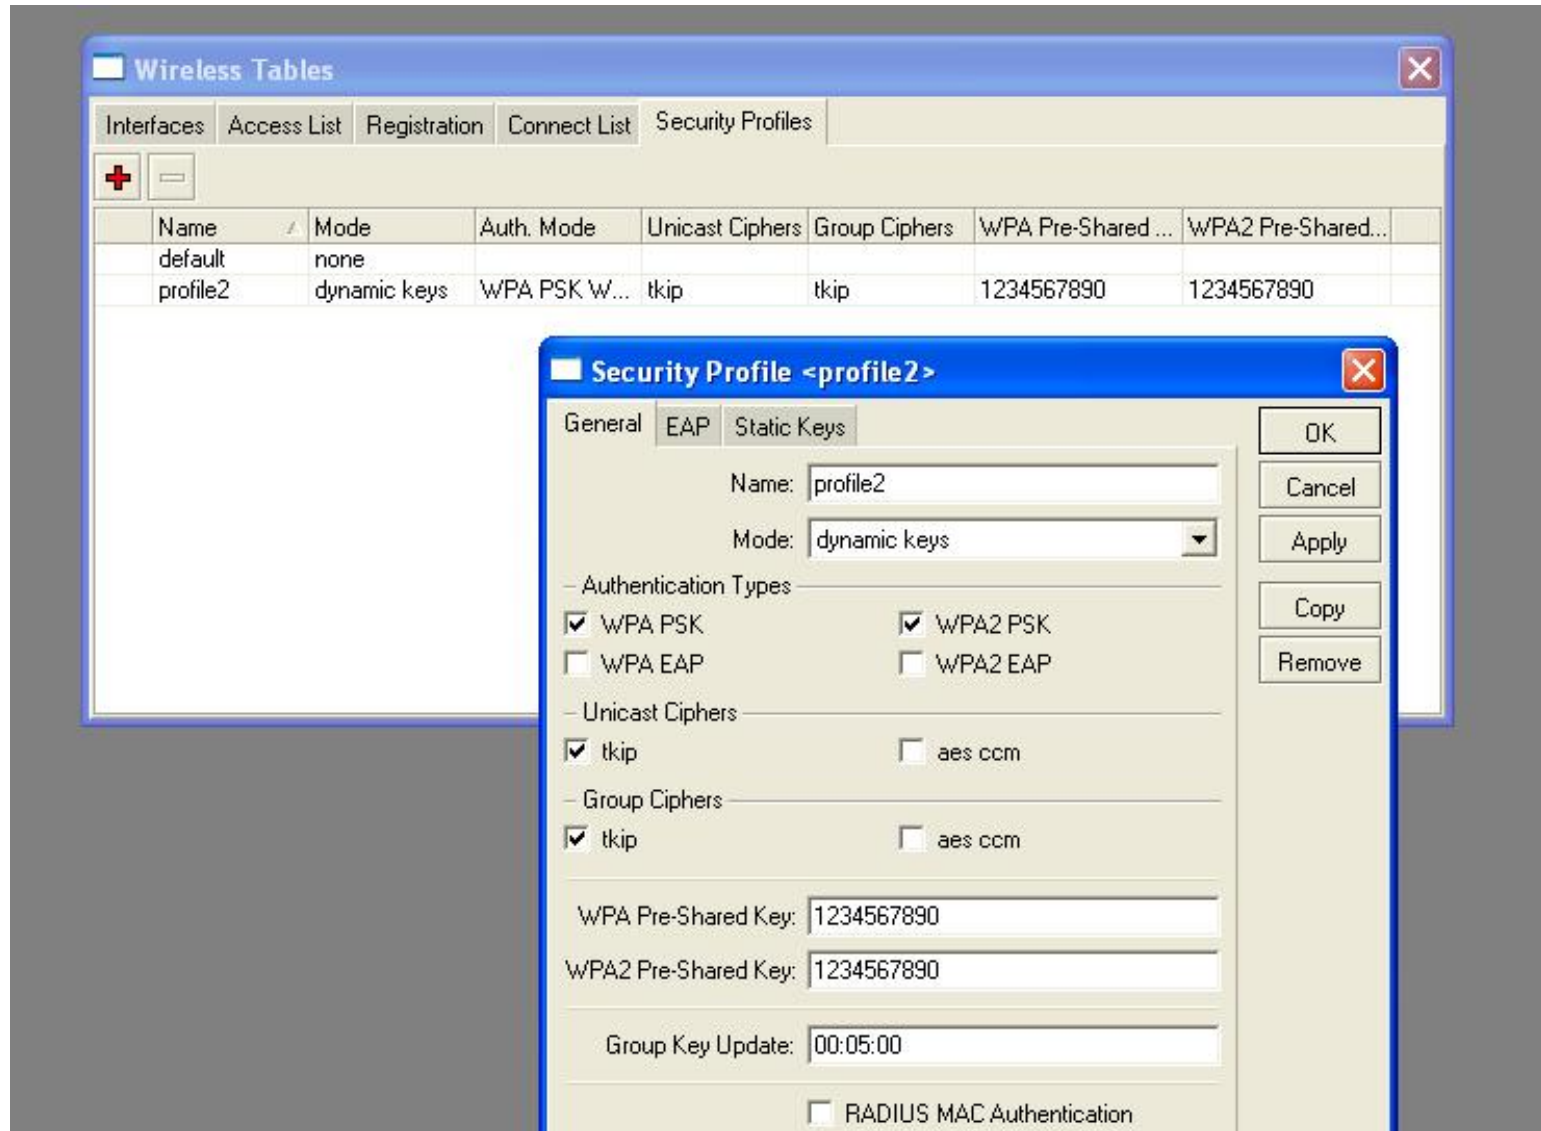 Wireless Tables
Interfaces Access List Registration Connect List Security Profiles
Name Mode Auth. Mode Unicast Ciphers Group Ciphers WPA Pre-Shared ... WPA2 Pre-Shared...
default none
profile2 dynamic keys WPA PSK W... tkip tkip 1234567890 1234567890
Security Profile <profile2>
General EAP Static Keys
OK
Name: profile2
Cancel
Mode: dynamic keys
Apply
Authentication Types
Copy
WPA PSK WPA2 PSK
WPA EAP WPA2 EAP
Remove
Unicast Ciphers
tkip aes ccm
Group Ciphers
tkip aes ccm
WPA Pre-Shared Key: 1234567890
WPA2 Pre-Shared Key: 1234567890
Group Key Update: 00:05:00
RADIUS MAC Authentication